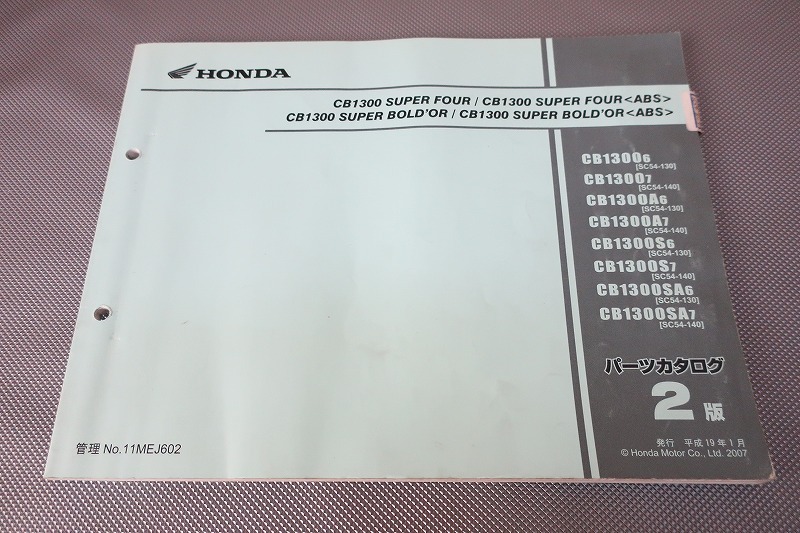 HONDA
CB1300 SUPER FOUR / CB1300 SUPER FOUR<ABS>
CB1300 SUPER BOLD'OR / CB1300 SUPER BOLD'OR<ABS>
CB13006
[SC54-130]
CB13007
[SC54-140]
CB1300A6
[SC54-130]
CB1300A7
[SC54-140]
CB1300S6
[SC54-130]
CB1300S7
[SC54-140]
CB1300SA6
[SC54-130]
CB1300SA7
[SC54-140]
パーツカタログ
2版
発行 平成19年1月
© Honda Motor Co., Ltd. 2007
管理 No.11MEJ602